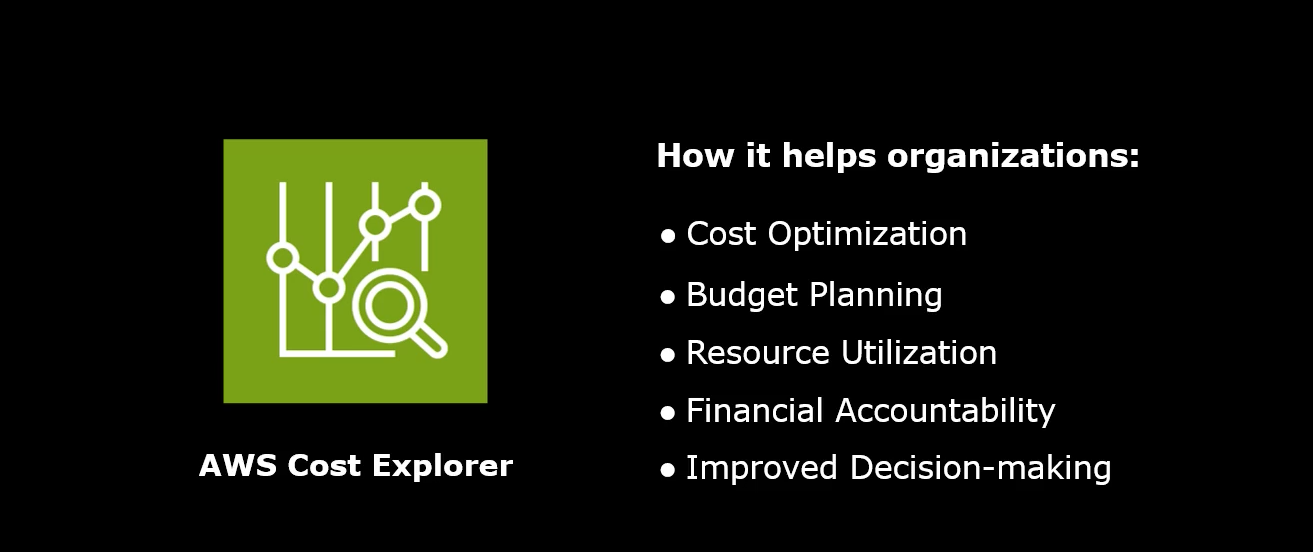 How it helps organizations:
● Cost Optimization
● Budget Planning
● Resource Utilization
● Financial Accountability
● Improved Decision-making
AWS Cost Explorer